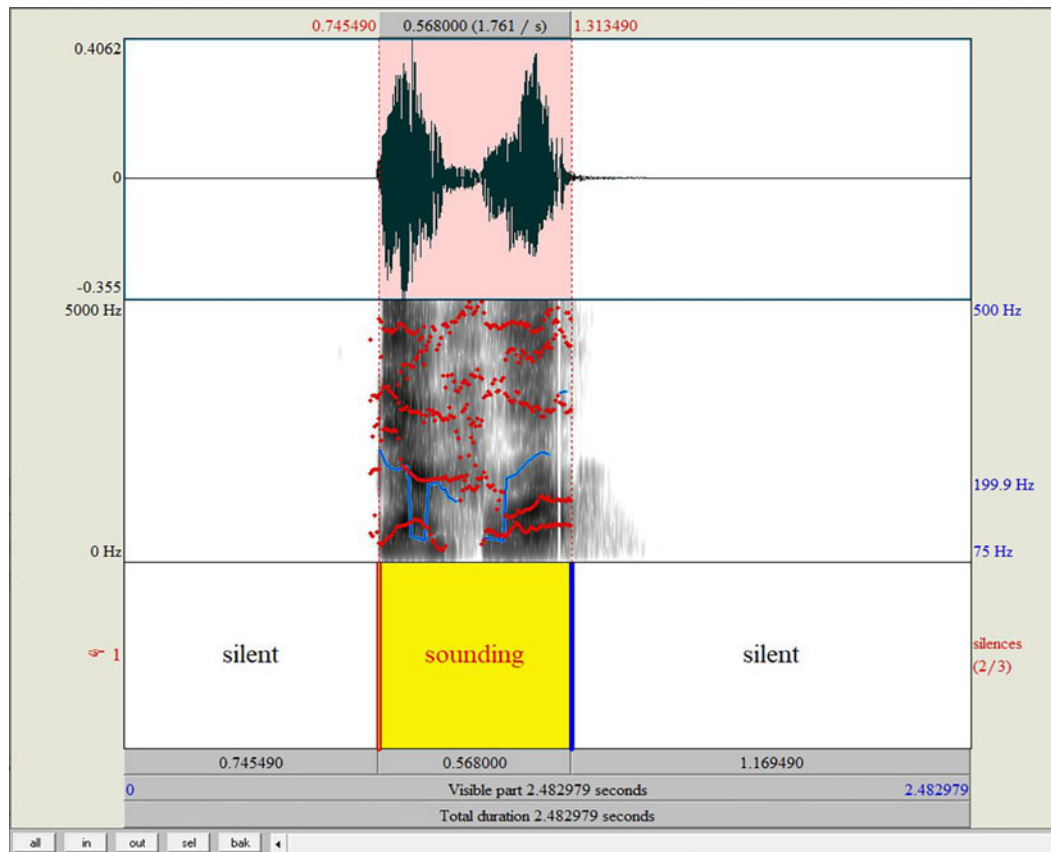 0.745490 0.568000 (1.761 / s) 1.313490
0.4062
0
-0.355
5000 Hz 500 Hz
199.9 Hz
0 Hz 75 Hz
☞ 1 silent sounding silent silences
(2/3)
0.745490 0.568000 1.169490
0 Visible part 2.482979 seconds 2.482979
Total duration 2.482979 seconds
all in out sel bak